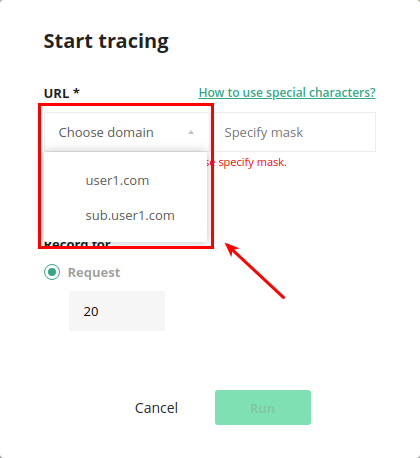 Start tracing
URL * How to use special characters?
Choose domain Specify mask
se specify mask.
user1.com
sub.user1.com
Record for
Request
20
Cancel Run